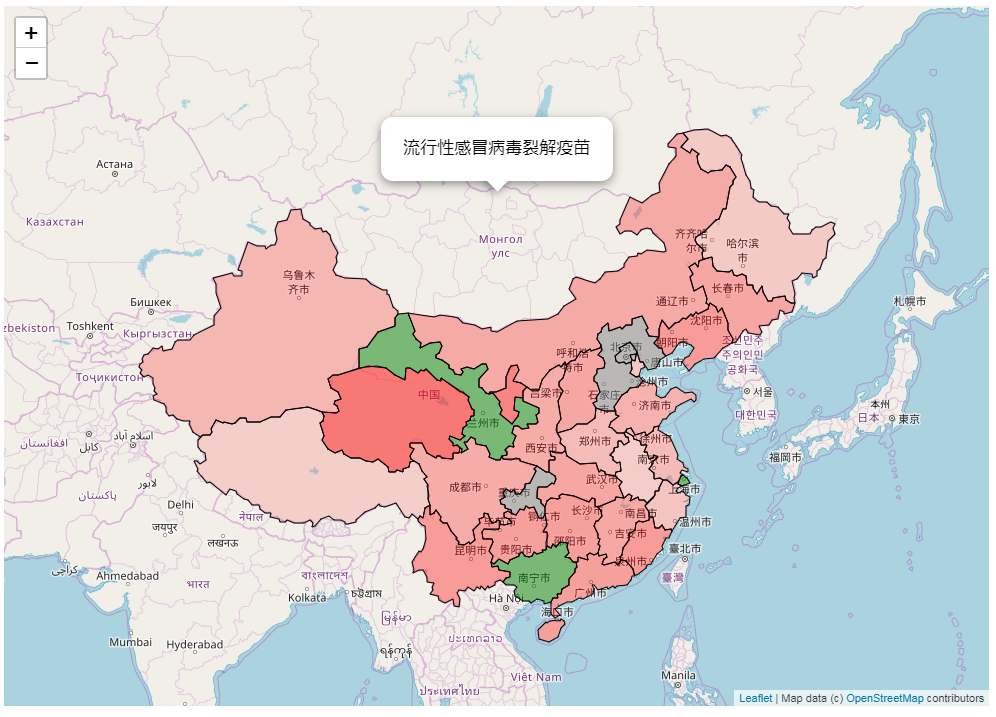 +
−
流行性感冒病毒裂解疫苗
Астана
Казахстан
Монгол
улс
齐齐哈
尔市
哈尔滨
市
乌鲁木
齐市
Бишкек
Toshkent
Кыргызстан
zbekiston
Тоҷикистон
长春市
通辽市
沈阳市
朝阳市
札幌市
조선민주
주의인민
공화국
서울
대한민국
本州
日本
東京
福岡市
呼和浩
特市
北京市
唐山市
沧州市
石家庄
市
济南市
吕梁市
中国
兰州市
西安市
郑州市
徐州市
南京市
上海市
افغانستان
کابل
اسلام آباد
لاہور
پاکستان
Delhi
जयपुर
नेपाल
লখনऊ
成都市
重庆市
武汉市
毕节市
铜仁市
长沙市
南昌市
温州市
昆明市
贵阳市
邵阳市
吉安市
泉州市
臺北市
臺灣
كراچى
Ahmedabad
भारत
বাংলাদেশ
Kolkata
চট্টগ্রাম
南宁市
广州市
Hà Nội
海口市
Mumbai
Hyderabad
မြန်မာ
ရန်ကုန်
ປະເທດລາວ
ประเทศไทย
Việt Nam
Manila
Leaflet | Map data (c) OpenStreetMap contributors